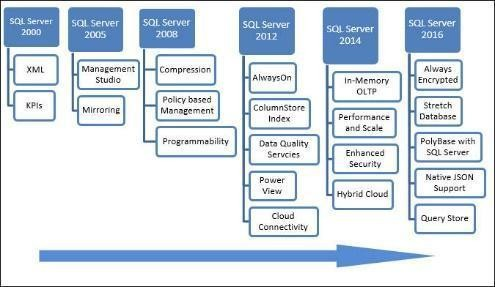 SQL Server
2000
XML
KPIs
SQL Server
2005
Management
Studio
Mirroring
SQL Server
2008
Compression
Policy based
Management
Programmability
SQL Server
2012
AlwaysOn
ColumnStore
Index
Data Quality
Servcies
Power
View
Cloud
Connectivity
SQL Server
2014
In-Memory
OLTP
Performance
and Scale
Enhanced
Security
Hybrid Cloud
SQL Server
2016
Always
Encrypted
Stretch
Database
PolyBase with
SQL Server
Native JSON
Support
Query Store